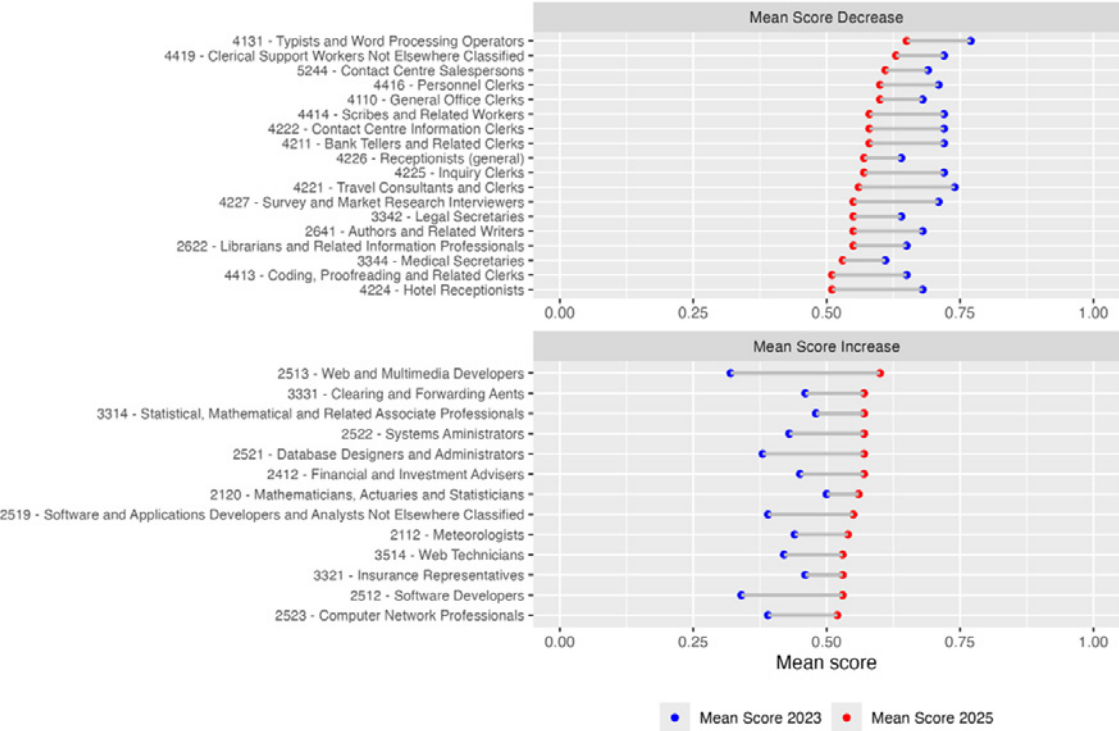 Mean Score Decrease
4131 - Typists and Word Processing Operators
4419 - Clerical Support Workers Not Elsewhere Classified
5244 - Contact Centre Salespersons
4416 - Personnel Clerks
4110 - General Office Clerks
4414 - Scribes and Related Workers
4222 - Contact Centre Information Clerks
4211 - Bank Tellers and Related Clerks
4226 - Receptionists (general)
4225 - Inquiry Clerks
4221 - Travel Consultants and Clerks
4227 - Survey and Market Research Interviewers
3342 - Legal Secretaries
2641 - Authors and Related Writers
2622 - Librarians and Related Information Professionals
3344 - Medical Secretaries
4413 - Coding, Proofreading and Related Clerks
4224 - Hotel Receptionists
0.00 0.25 0.50 0.75 1.00
Mean Score Increase
2513 - Web and Multimedia Developers
3331 - Clearing and Forwarding Aents
3314 - Statistical, Mathematical and Related Associate Professionals
2522 - Systems Aministrators
2521 - Database Designers and Administrators
2412 - Financial and Investment Advisers
2120 - Mathematicians, Actuaries and Statisticians
2519 - Software and Applications Developers and Analysts Not Elsewhere Classified
2112 - Meteorologists
3514 - Web Technicians
3321 - Insurance Representatives
2512 - Software Developers
2523 - Computer Network Professionals
0.00 0.25 0.50 0.75 1.00
Mean score
Mean Score 2023 Mean Score 2025